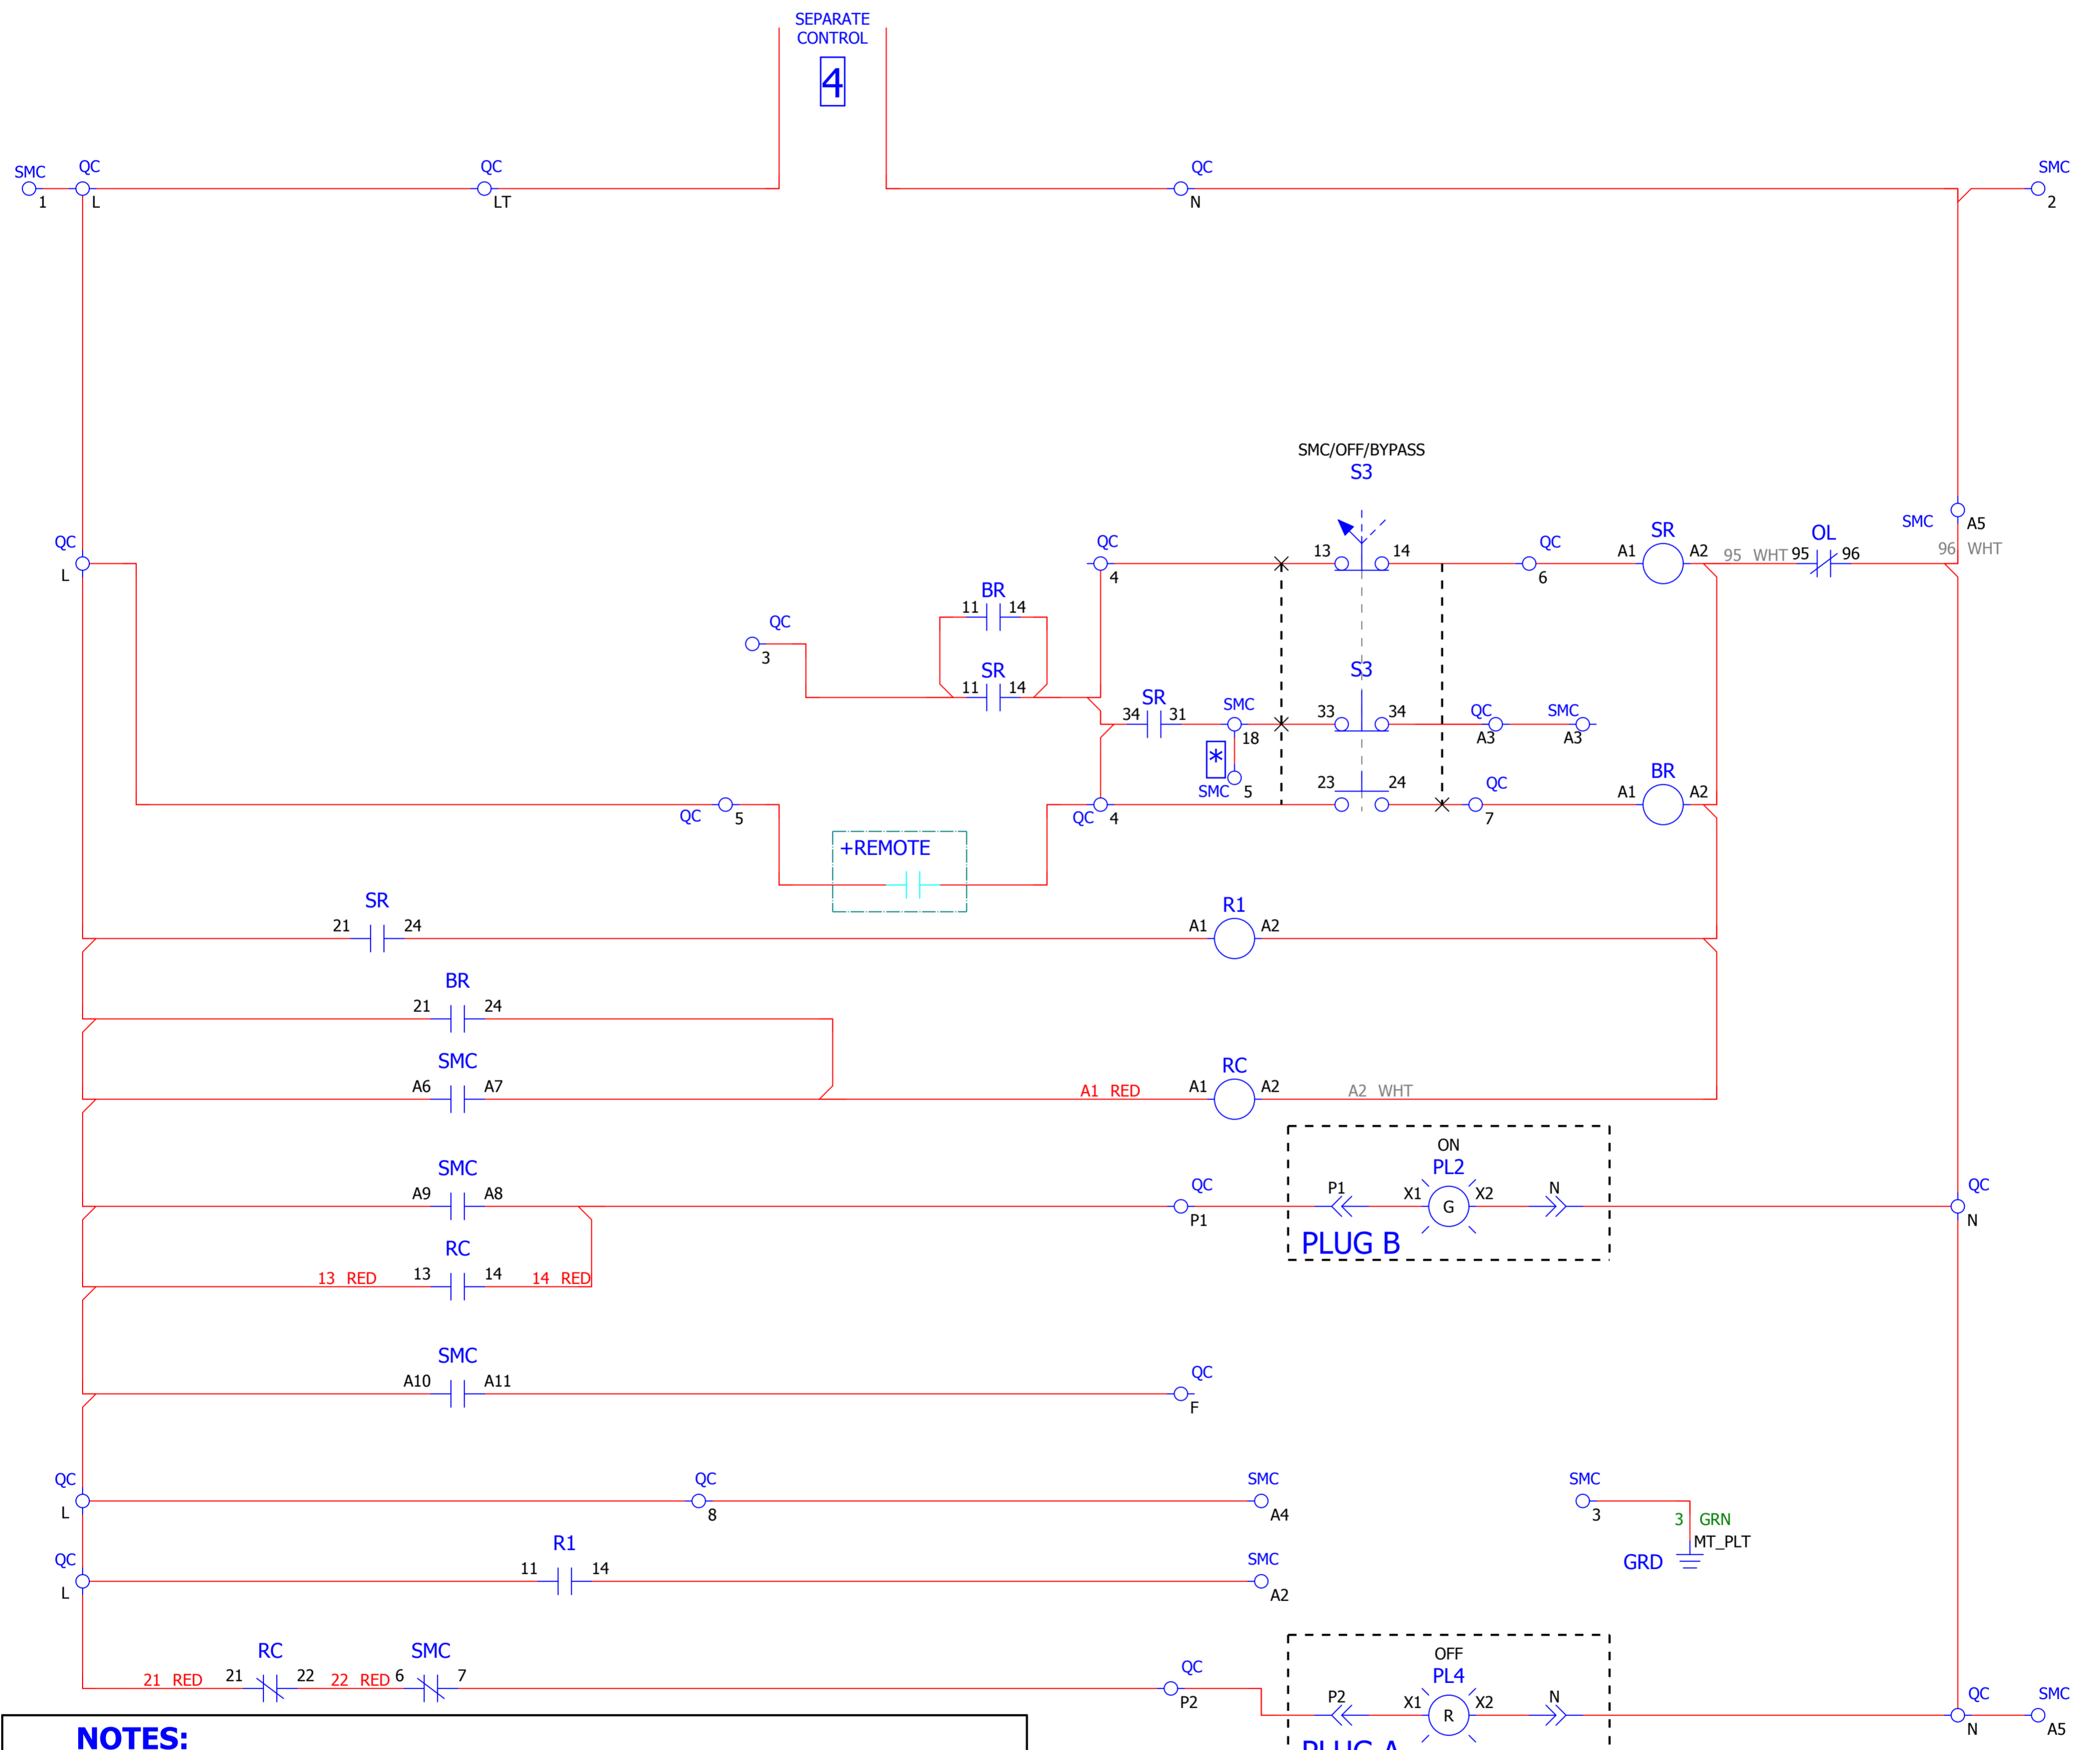 SEPARATE
CONTROL
4
SMC
1
QC
L
QC
LT
QC
N
SMC
2
SMC/OFF/BYPASS
S3
QC
L
QC
4
13
14
QC
6
SR
A1
A2
95 WHT
95
OL
96
SMC
A5
96 WHT
BR
11
14
QC
3
SR
11
14
SR
34
31
SMC
18
*
SMC
5
S3
33
34
QC
A3
SMC
A3
23
24
QC
7
BR
A1
A2
QC
5
QC
4
+REMOTE
SR
21
24
R1
A1
A2
BR
21
24
SMC
A6
A7
A1 RED
RC
A1
A2
A2 WHT
SMC
A9
A8
QC
P1
ON
PL2
P1
X1
G
X2
N
PLUG B
QC
N
RC
13 RED
13
14
14 RED
SMC
A10
A11
QC
F
QC
L
QC
8
SMC
A4
SMC
3
3 GRN
MT_PLT
GRD
QC
L
R1
11
14
SMC
A2
RC
21 RED
21
22
22 RED
SMC
6
7
QC
P2
OFF
PL4
P2
X1
R
X2
N
PLUG A
QC
N
SMC
A5
NOTES: